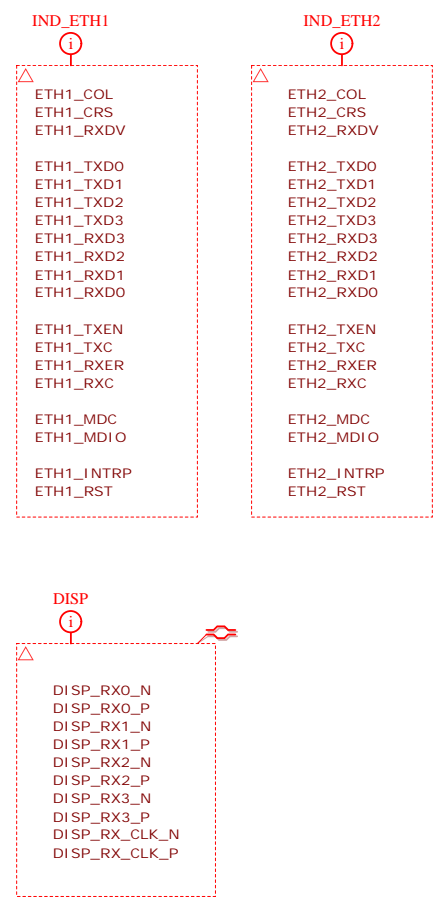 IND_ETH1
i
ETH1_COL
ETH1_CRS
ETH1_RXDV
ETH1_TXD0
ETH1_TXD1
ETH1_TXD2
ETH1_TXD3
ETH1_RXD3
ETH1_RXD2
ETH1_RXD1
ETH1_RXD0
ETH1_TXEN
ETH1_TXC
ETH1_RXER
ETH1_RXC
ETH1_MDC
ETH1_MDIO
ETH1_INTRP
ETH1_RST
IND_ETH2
i
ETH2_COL
ETH2_CRS
ETH2_RXDV
ETH2_TXD0
ETH2_TXD1
ETH2_TXD2
ETH2_TXD3
ETH2_RXD3
ETH2_RXD2
ETH2_RXD1
ETH2_RXD0
ETH2_TXEN
ETH2_TXC
ETH2_RXER
ETH2_RXC
ETH2_MDC
ETH2_MDIO
ETH2_INTRP
ETH2_RST
DISP
i
DISP_RX0_N
DISP_RX0_P
DISP_RX1_N
DISP_RX1_P
DISP_RX2_N
DISP_RX2_P
DISP_RX3_N
DISP_RX3_P
DISP_RX_CLK_N
DISP_RX_CLK_P